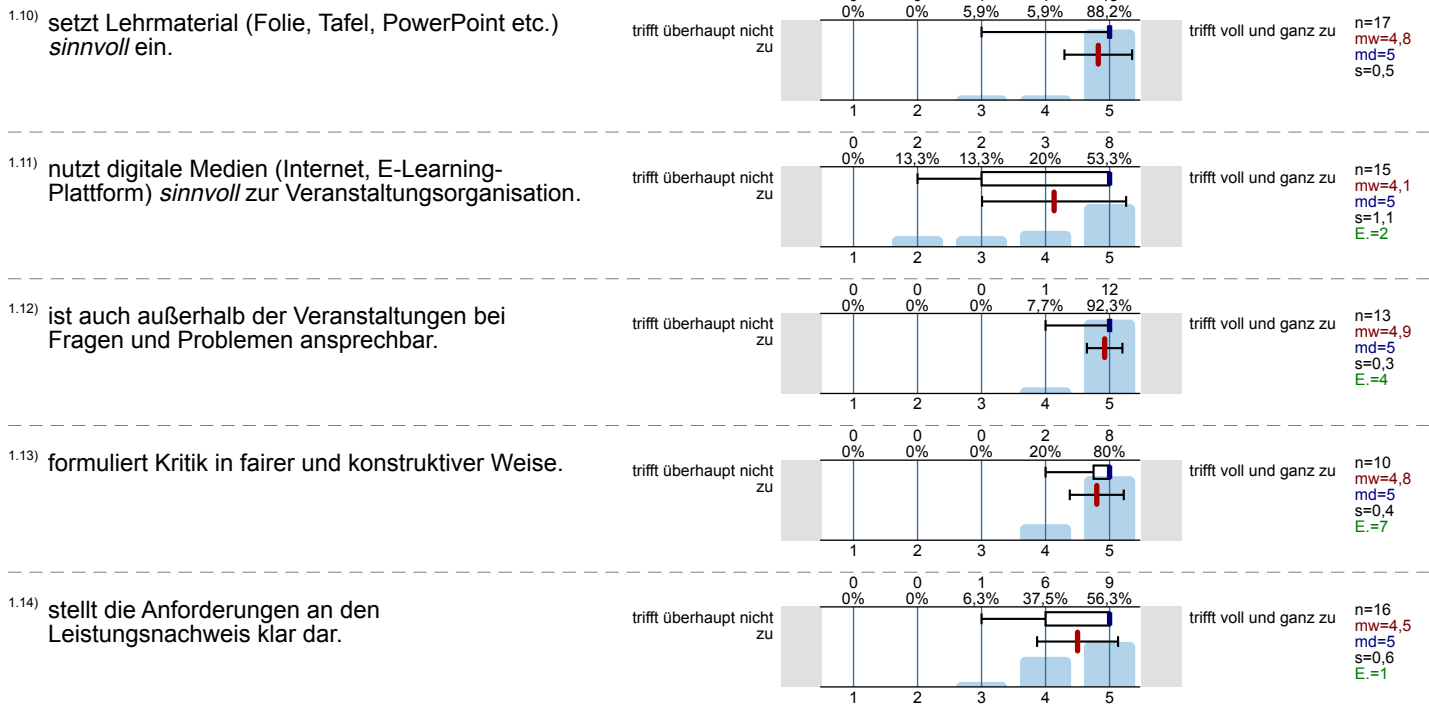 0% 0% 5,9% 5,9% 88,2%
1.10) setzt Lehrmaterial (Folie, Tafel, PowerPoint etc.)
sinnvoll ein.
trifft überhaupt nicht
zu
trifft voll und ganz zu
n=17
mw=4,8
md=5
s=0,5
1 2 3 4 5
0 2 2 3 8
0% 13,3% 13,3% 20% 53,3%
1.11) nutzt digitale Medien (Internet, E-Learning-
Plattform) sinnvoll zur Veranstaltungsorganisation.
trifft überhaupt nicht
zu
trifft voll und ganz zu
n=15
mw=4,1
md=5
s=1,1
E.=2
1 2 3 4 5
0 0 0 1 12
0% 0% 0% 7,7% 92,3%
1.12) ist auch außerhalb der Veranstaltungen bei
Fragen und Problemen ansprechbar.
trifft überhaupt nicht
zu
trifft voll und ganz zu
n=13
mw=4,9
md=5
s=0,3
E.=4
1 2 3 4 5
0 0 0 2 8
0% 0% 0% 20% 80%
1.13) formuliert Kritik in fairer und konstruktiver Weise.
trifft überhaupt nicht
zu
trifft voll und ganz zu
n=10
mw=4,8
md=5
s=0,4
E.=7
1 2 3 4 5
0 0 1 6 9
0% 0% 6,3% 37,5% 56,3%
1.14) stellt die Anforderungen an den
Leistungsnachweis klar dar.
trifft überhaupt nicht
zu
trifft voll und ganz zu
n=16
mw=4,5
md=5
s=0,6
E.=1
1 2 3 4 5